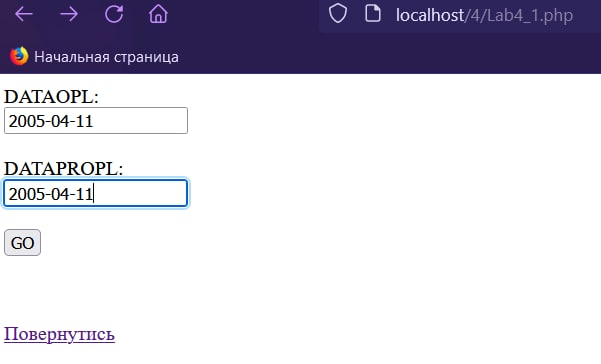 localhost/4/Lab4_1.php
Начальная страница
DATAOPL:
2005-04-11
DATAPROPL:
2005-04-11
GO
Повернутись